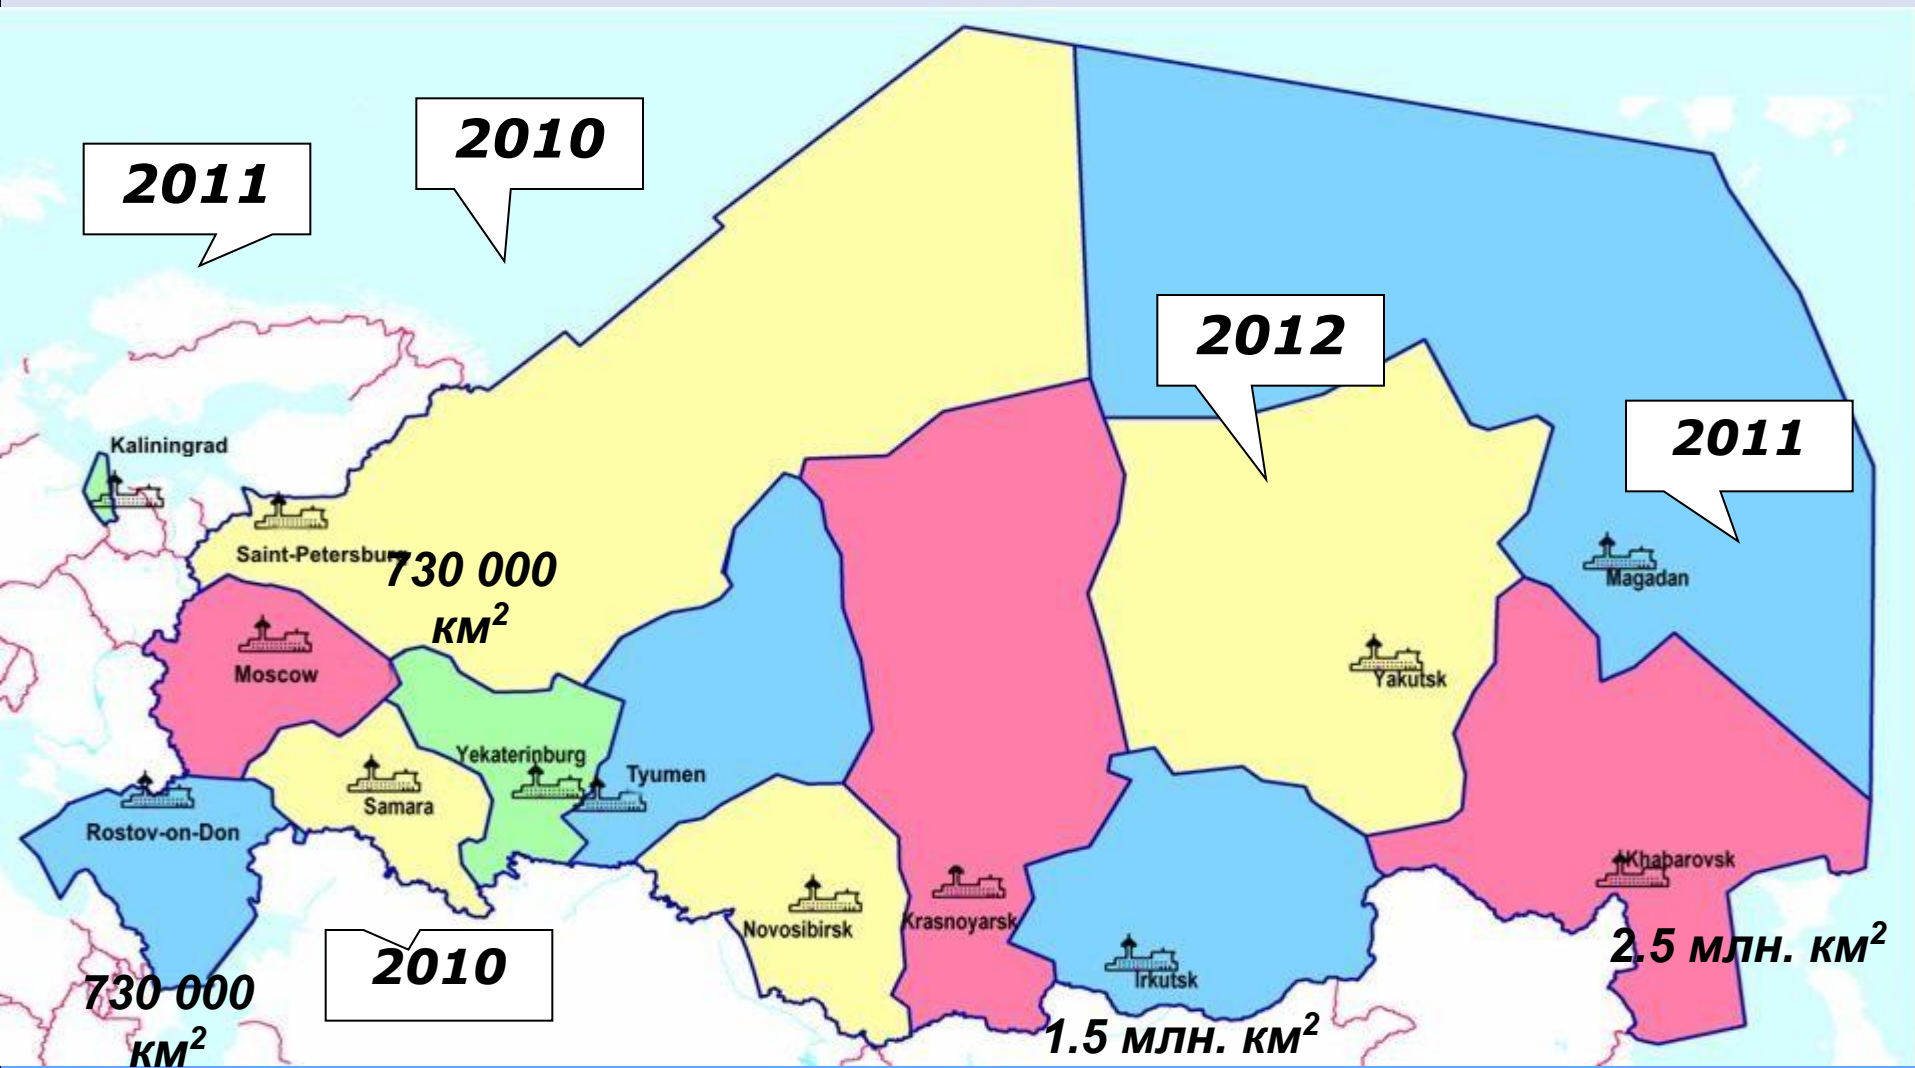 2010
2011
2012
2011
Kaliningrad
Saint-Petersburg
730 000
км²
Magadan
Moscow
Yakutsk
Yekaterinburg
Tyumen
Samara
Rostov-on-Don
Khabarovsk
Novosibirsk
Krasnoyarsk
2.5 млн. км²
2010
Irkutsk
730 000
км²
1.5 млн. км²